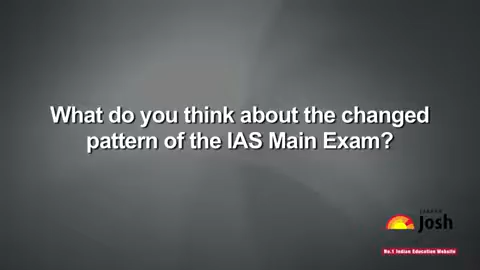 What do you think about the changed
pattern of the IAS Main Exam?
JAGRAN
Josh
No.1 Indian Education Website